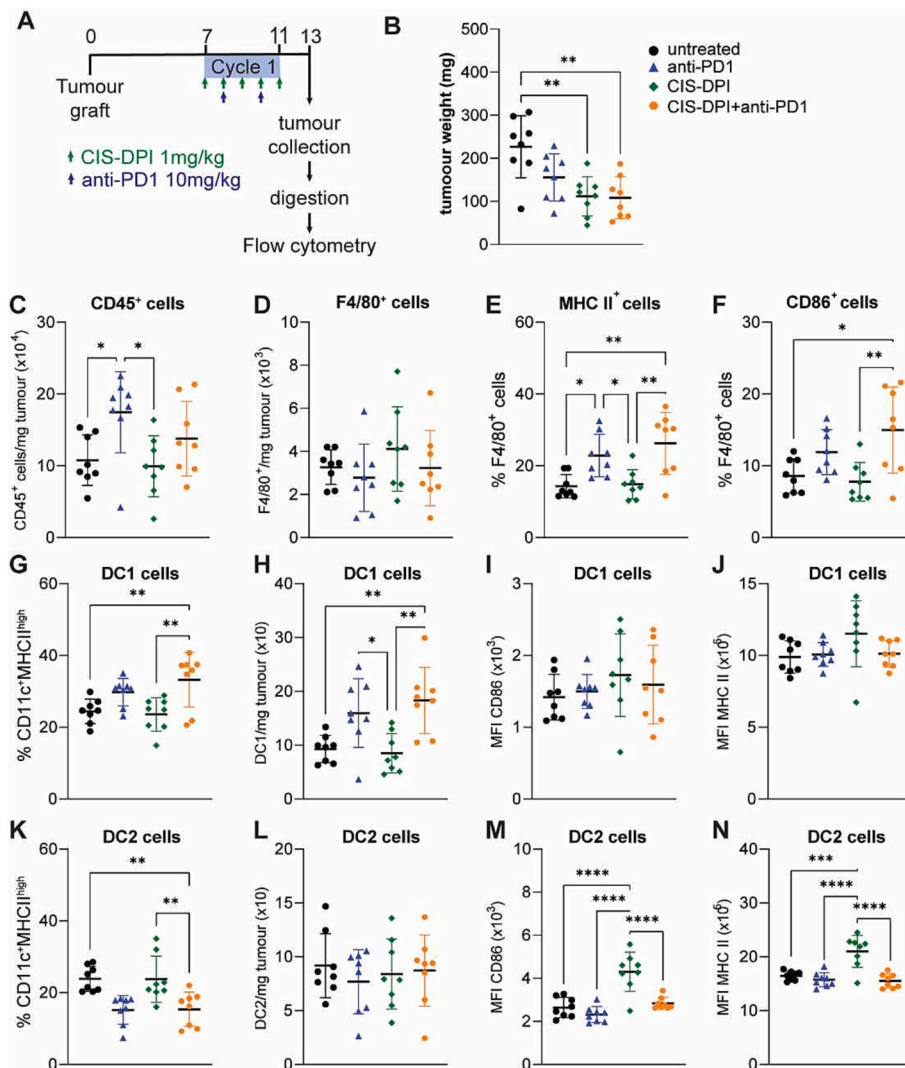 A
0
7
11
13
Cycle 1
Tumour
graft
CIS-DPI 1mg/kg
anti-PD1 10mg/kg
tumour
collection
digestion
Flow cytometry
B
tumoour weight (mg)
500
400
300
200
100
0
**
**
untreated
anti-PD1
CIS-DPI
CIS-DPI+anti-PD1
C
CD45⁺ cells
CD45⁺ cells/mg tumour (x10⁴)
30
20
10
0
*
*
D
F4/80⁺ cells
F4/80⁺/mg tumour (x10³)
10
8
6
4
2
0
E
MHC II⁺ cells
% F4/80⁺ cells
60
40
20
0
**
*
*
**
F
CD86⁺ cells
% F4/80⁺ cells
30
20
10
0
*
**
G
DC1 cells
% CD11c⁺MHCIIhigh
60
40
20
0
**
**
H
DC1 cells
DC1/mg tumour (x10)
40
30
20
10
0
**
*
**
I
DC1 cells
MFI CD86 (x10³)
3
2
1
0
J
DC1 cells
MFI MHC II (x10⁶)
15
10
5
0
K
DC2 cells
% CD11c⁺MHCIIhigh
60
40
20
0
**
**
L
DC2 cells
DC2/mg tumour (x10)
20
15
10
5
0
M
DC2 cells
MFI CD86 (x10³)
10
8
6
4
2
0
****
****
****
N
DC2 cells
MFI MHC II (x10⁶)
40
30
20
10
0
***
****
****